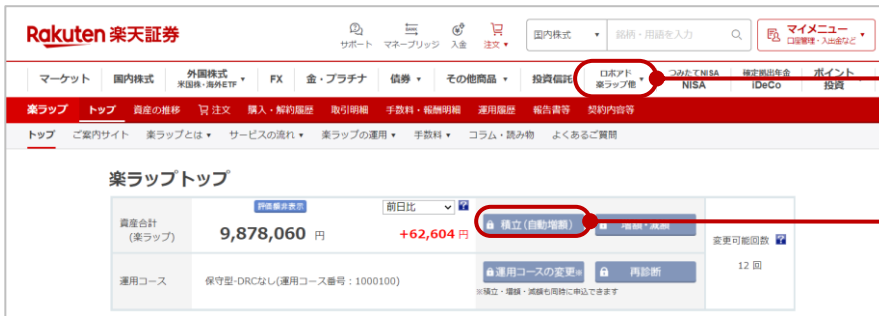 Rakuten 楽天証券
サポート マネーブリッジ 入金 注文▼ 国内株式 ▼ 銘柄・用語を入力 マイメニュー 口座管理・入出金など ▼
マーケット 国内株式 外国株式 米国株・海外ETF ▼ FX 金・プラチナ 債券 ▼ その他商品 ▼ 投資信託 ロボアド 楽ラップ他 ▼ つみたてNISA NISA 確定拠出年金 iDeCo ポイント 投資
楽ラップ トップ 資産の推移 注文 購入・解約履歴 取引明細 手数料・報酬明細 運用履歴 報告書等 契約内容等
トップ ご案内サイト 楽ラップとは▼ サービスの流れ▼ 楽ラップの運用▼ 手数料▼ コラム・読み物 よくあるご質問
楽ラップトップ
評価額非表示 前日比 ?
資産合計
(楽ラップ) 9,878,060 円 +62,604 円 積立(自動増額) 増額・減額 変更可能回数 ?
運用コース 保守型-DRCなし(運用コース番号:1000100) 運用コースの変更※ 再診断 12 回
※積立・増額・減額も同時に申込できます